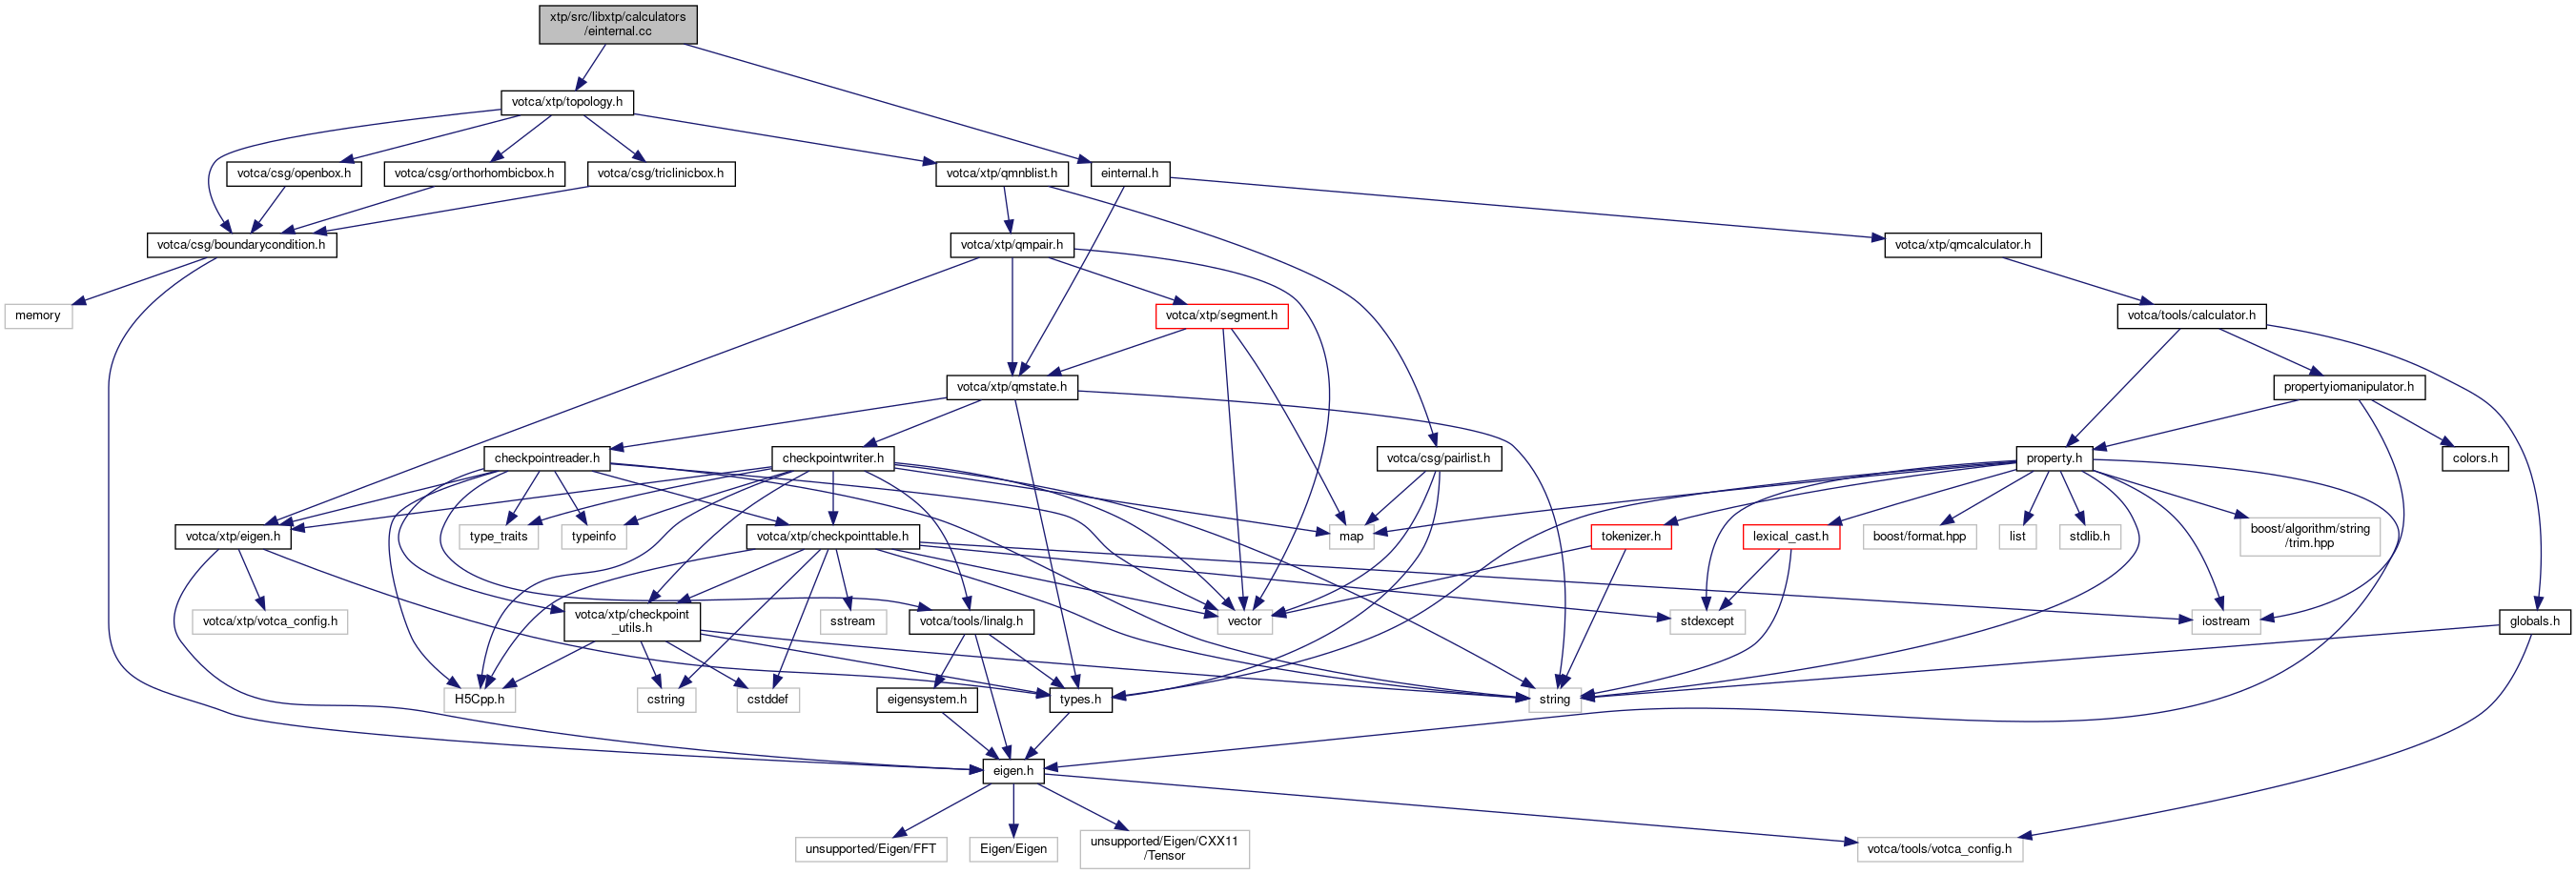 xtp/src/libxtp/calculators
/einternal.cc
votca/xtp/topology.h
votca/csg/openbox.h
votca/csg/orthorhombicbox.h
votca/csg/triclinicbox.h
votca/xtp/qmnblist.h
einternal.h
votca/csg/boundarycondition.h
votca/xtp/qmpair.h
votca/xtp/qmcalculator.h
memory
votca/xtp/segment.h
votca/tools/calculator.h
votca/xtp/qmstate.h
propertyiomanipulator.h
checkpointreader.h
checkpointwriter.h
votca/csg/pairlist.h
property.h
colors.h
votca/xtp/eigen.h
type_traits
typeinfo
votca/xtp/checkpointtable.h
map
tokenizer.h
lexical_cast.h
boost/format.hpp
list
stdlib.h
boost/algorithm/string
/trim.hpp
votca/xtp/votca_config.h
votca/xtp/checkpoint
_utils.h
sstream
votca/tools/linalg.h
vector
stdexcept
iostream
globals.h
H5Cpp.h
cstring
cstddef
eigensystem.h
types.h
string
eigen.h
unsupported/Eigen/FFT
Eigen/Eigen
unsupported/Eigen/CXX11
/Tensor
votca/tools/votca_config.h